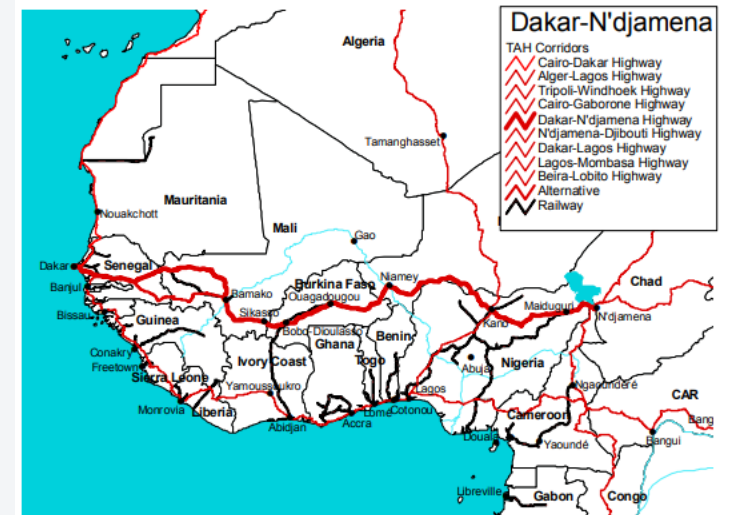 Dakar-N'djamena
TAH Corridors
Cairo-Dakar Highway
Alger-Lagos Highway
Tripoli-Windhoek Highway
Cairo-Gaborone Highway
Dakar-N'djamena Highway
N'djamena-Djibouti Highway
Dakar-Lagos Highway
Lagos-Mombasa Highway
Beira-Lobito Highway
Alternative
Railway
Algeria
Tamanghasset
Mauritania
Nouakchott
Mali
Gao
Dakar
Senegal
Banjul
Bissau
Bamako
Burkina Faso
Niamey
Ouagadougou
Sikasso
Bobo-Dioulasso
Guinea
Conakry
Freetown
Sierra Leone
Monrovia
Liberia
Ivory Coast
Yamoussoukro
Abidjan
Ghana
Accra
Togo
Lome
Benin
Cotonou
Lagos
Kano
Maiduguri
N'djamena
Chad
Abuja
Nigeria
Ngaoundéré
CAR
Bang
Bangui
Cameroon
Douala
Yaoundé
Libreville
Gabon
Congo